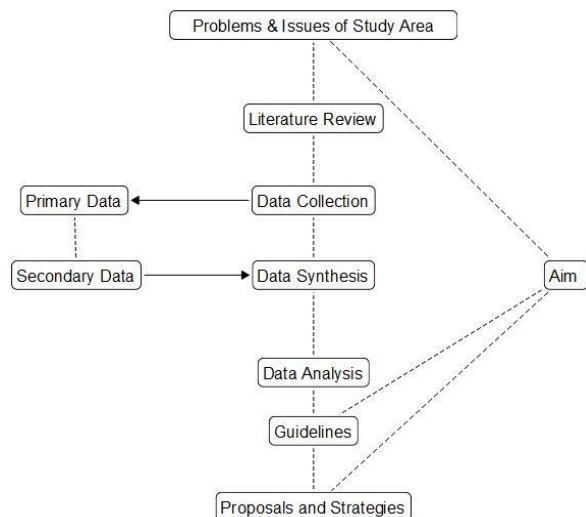 Problems & Issues of Study Area
Literature Review
Primary Data
Data Collection
Secondary Data
Data Synthesis
Aim
Data Analysis
Guidelines
Proposals and Strategies